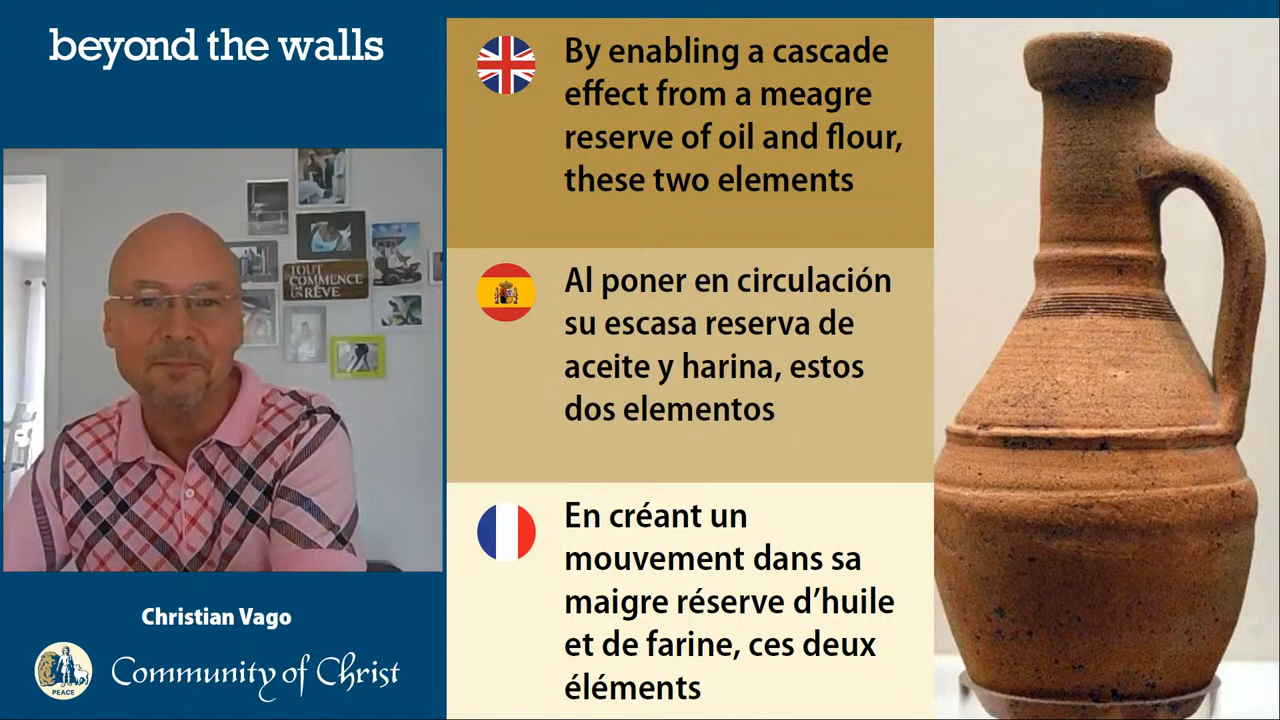 beyond the walls
TOUT
COMMENCE
PAR
UN RÊVE
Christian Vago
PEACE
Community of Christ
By enabling a cascade
effect from a meagre
reserve of oil and flour,
these two elements
Al poner en circulación
su escasa reserva de
aceite y harina, estos
dos elementos
En créant un
mouvement dans sa
maigre réserve d’huile
et de farine, ces deux
éléments